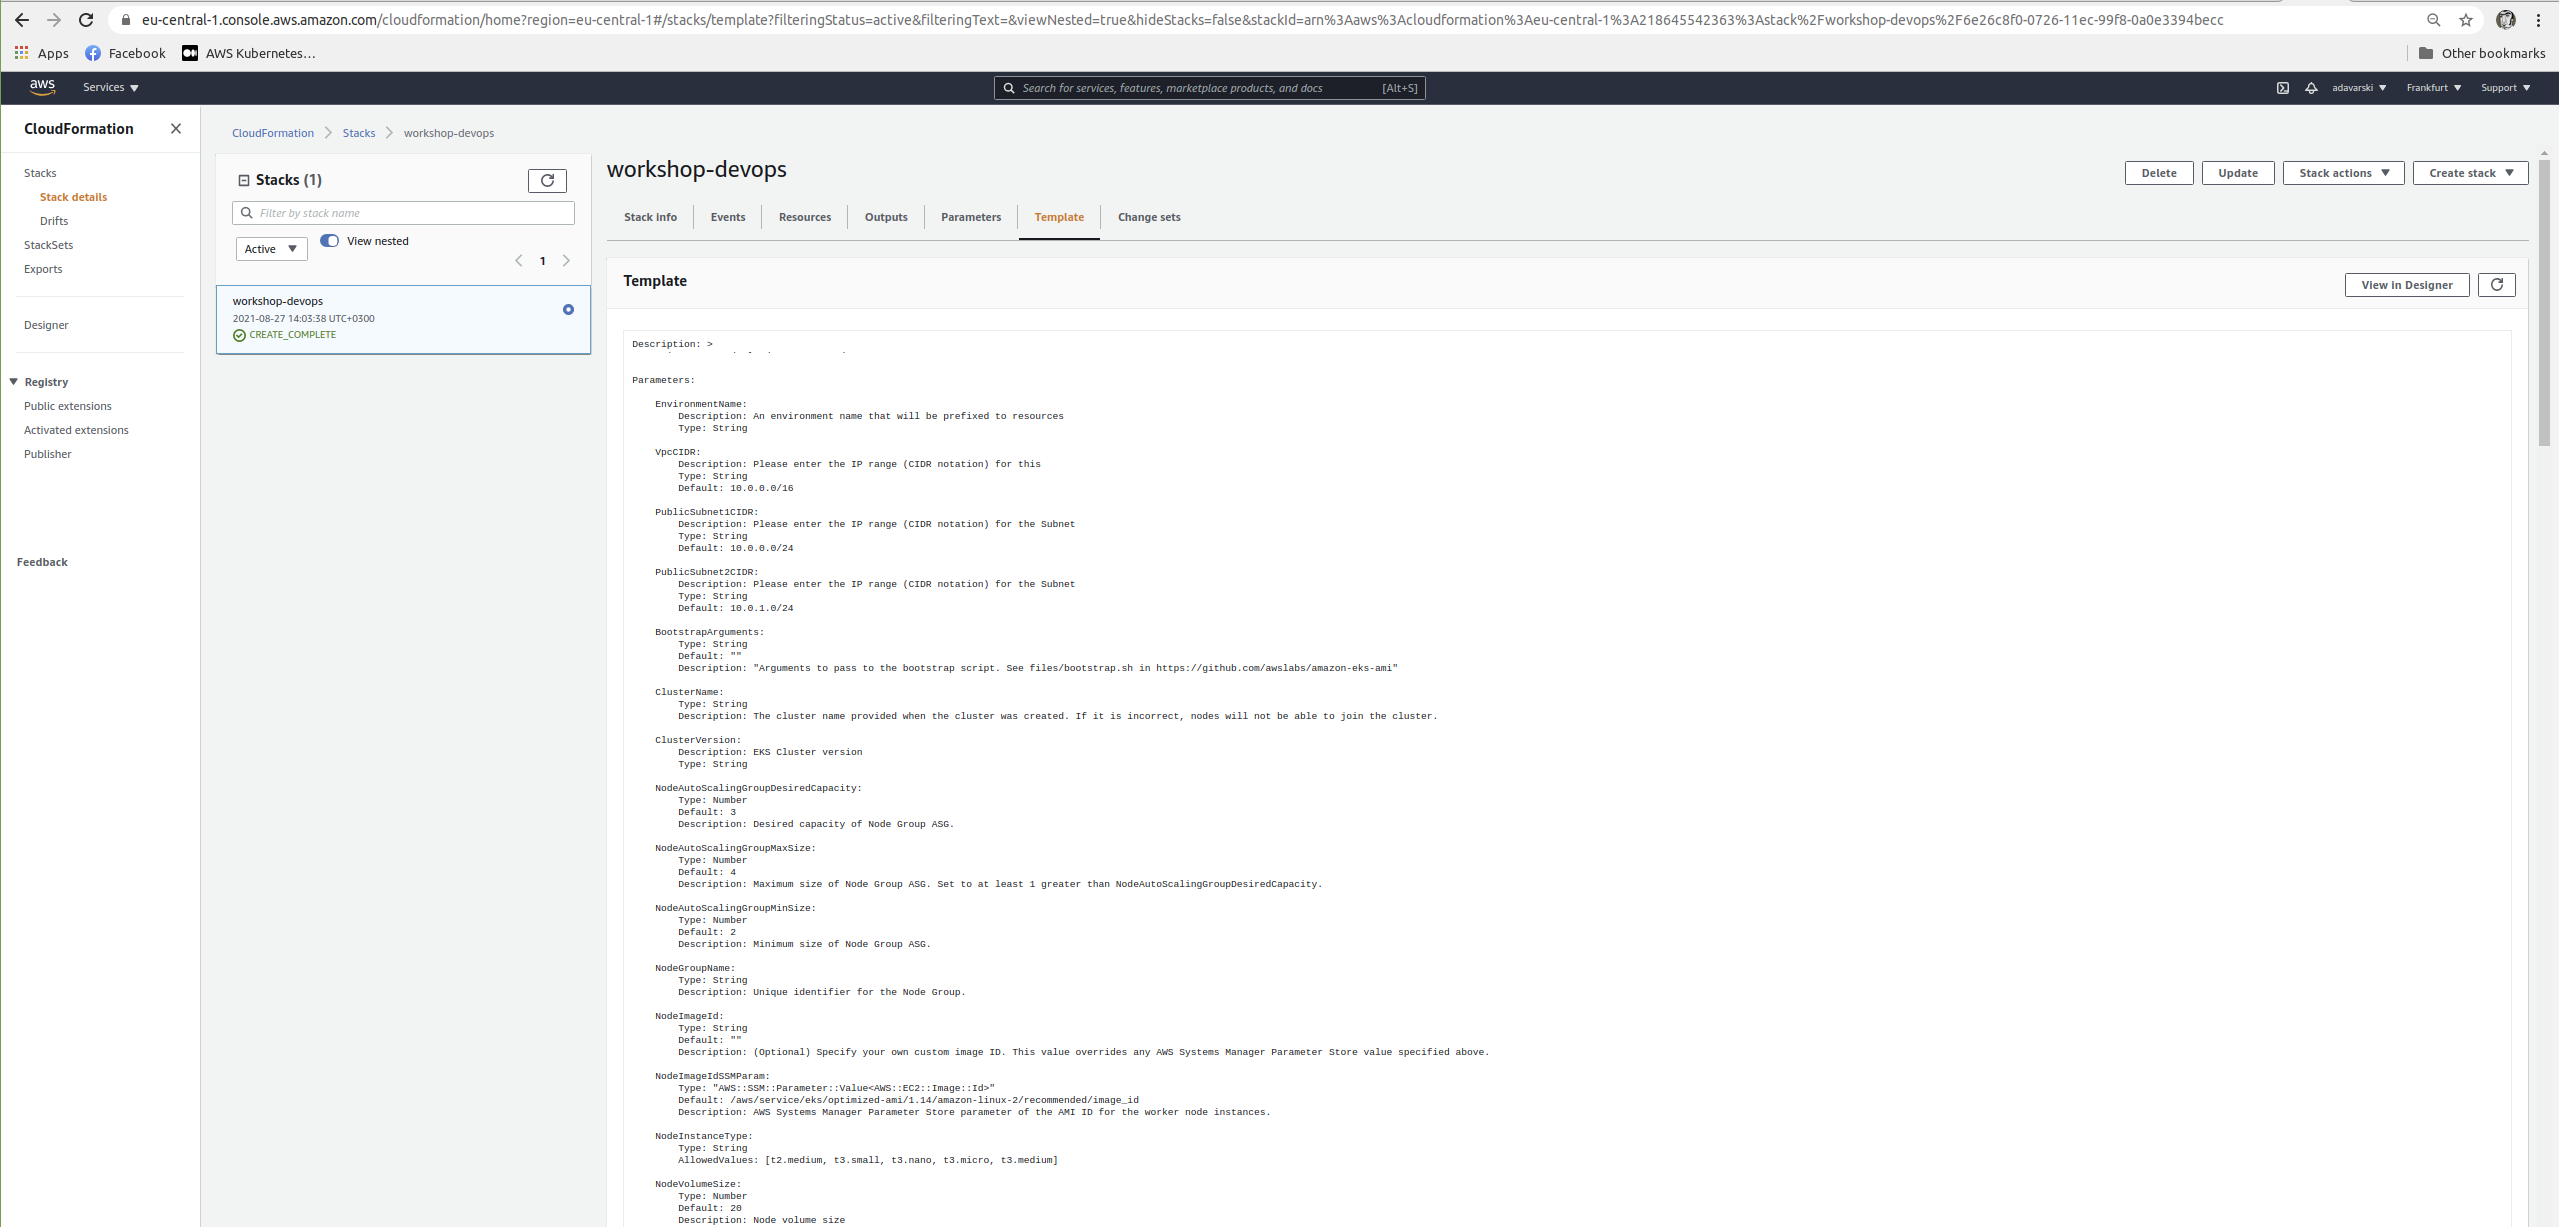 eu-central-1.console.aws.amazon.com/cloudformation/home?region=eu-central-1#/stacks/template?filteringStatus=active&filteringText=&viewNested=true&hideStacks=false&stackId=arn%3Aaws%3Acloudformation%3Aeu-central-1%3A218645542363%3Astack%2Fworkshop-devops%2F6e26c8f0-0726-11ec-99f8-0a0e3394becc
Apps Facebook AWS Kubernetes… Other bookmarks
aws Services Search for services, features, marketplace products, and docs [Alt+S] adavarski Frankfurt Support
CloudFormation
Stacks
Stack details
Drifts
StackSets
Exports
Designer
Registry
Public extensions
Activated extensions
Publisher
Feedback
CloudFormation Stacks workshop-devops
Stacks (1)
Filter by stack name
Active View nested
1
workshop-devops
2021-08-27 14:03:38 UTC+0300
CREATE_COMPLETE
workshop-devops
Delete Update Stack actions Create stack
Stack info Events Resources Outputs Parameters Template Change sets
Template
View in Designer
Description: >
Parameters:
EnvironmentName:
Description: An environment name that will be prefixed to resources
Type: String
VpcCIDR:
Description: Please enter the IP range (CIDR notation) for this
Type: String
Default: 10.0.0.0/16
PublicSubnet1CIDR:
Description: Please enter the IP range (CIDR notation) for the Subnet
Type: String
Default: 10.0.0.0/24
PublicSubnet2CIDR:
Description: Please enter the IP range (CIDR notation) for the Subnet
Type: String
Default: 10.0.1.0/24
BootstrapArguments:
Type: String
Default: ""
Description: "Arguments to pass to the bootstrap script. See files/bootstrap.sh in https://github.com/awslabs/amazon-eks-ami"
ClusterName:
Type: String
Description: The cluster name provided when the cluster was created. If it is incorrect, nodes will not be able to join the cluster.
ClusterVersion:
Description: EKS Cluster version
Type: String
NodeAutoScalingGroupDesiredCapacity:
Type: Number
Default: 3
Description: Desired capacity of Node Group ASG.
NodeAutoScalingGroupMaxSize:
Type: Number
Default: 4
Description: Maximum size of Node Group ASG. Set to at least 1 greater than NodeAutoScalingGroupDesiredCapacity.
NodeAutoScalingGroupMinSize:
Type: Number
Default: 2
Description: Minimum size of Node Group ASG.
NodeGroupName:
Type: String
Description: Unique identifier for the Node Group.
NodeImageId:
Type: String
Default: ""
Description: (Optional) Specify your own custom image ID. This value overrides any AWS Systems Manager Parameter Store value specified above.
NodeImageIdSSMParam:
Type: "AWS::SSM::Parameter::Value<AWS::EC2::Image::Id>"
Default: /aws/service/eks/optimized-ami/1.14/amazon-linux-2/recommended/image_id
Description: AWS Systems Manager Parameter Store parameter of the AMI ID for the worker node instances.
NodeInstanceType:
Type: String
AllowedValues: [t2.medium, t3.small, t3.nano, t3.micro, t3.medium]
NodeVolumeSize:
Type: Number
Default: 20
Description: Node volume size